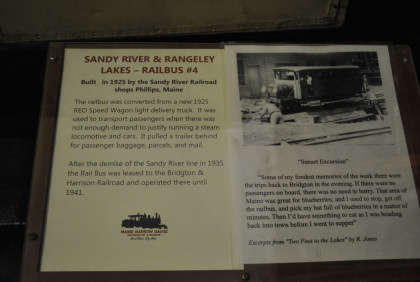 SANDY RIVER & RANGELEY
LAKES – RAILBUS #4
Built in 1925 by the Sandy River Railroad
shops Phillips, Maine
The railbus was converted from a new 1925
REO Speed Wagon light delivery truck. It was
used to transport passengers when there was
not enough demand to justify running a steam
locomotive and cars. It pulled a trailer behind
for passenger baggage, parcels, and mail.
After the demise of the Sandy River line in 1935
the Rail Bus was leased to the Bridgton &
Harrison Railroad and operated there until
1941.
MAINE NARROW GAUGE
"Sunset Excursion"
"Some of my fondest memories of the work there were
the trips back to Bridgton in the evening. If there were no
passengers on board, there was no need to hurry. That area of
Maine was great for blueberries; and I used to stop, get off
the railbus, and pick my hat full of blueberries in a matter of
minutes. Then I'd have something to eat as I was heading
back into town before I went to supper"
Excerpts from "Two Feet to the Lakes" by R. Jones